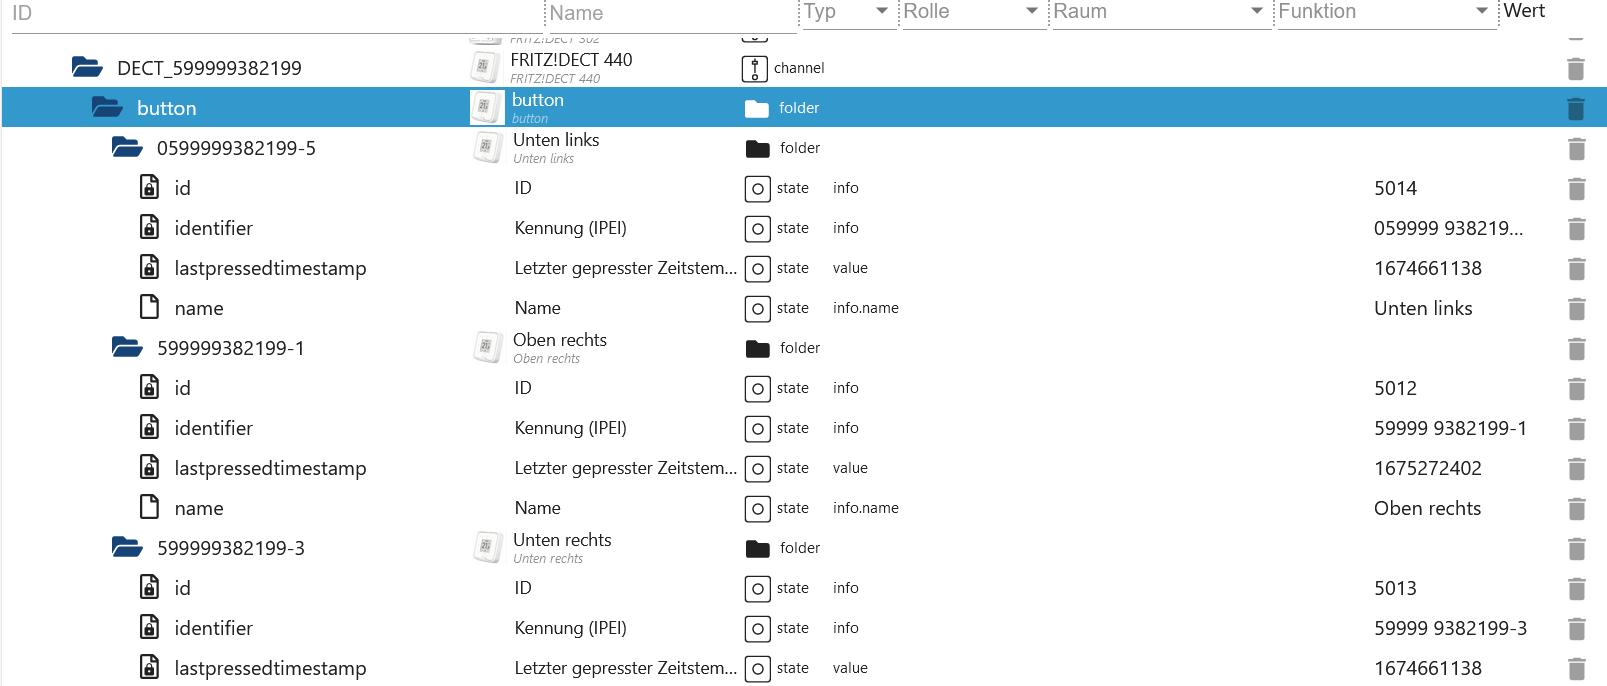 ID Name Typ Rolle Raum Funktion Wert
FRITZ!DECT 302
DECT_599999382199 FRITZ!DECT 440 channel
FRITZ!DECT 440
button button folder
button
0599999382199-5 Unten links folder
Unten links
id ID state info 5014
identifier Kennung (IPEI) state info 059999 938219...
lastpressedtimestamp Letzter gepresster Zeitstem... state value 1674661138
name Name state info.name Unten links
599999382199-1 Oben rechts folder
Oben rechts
id ID state info 5012
identifier Kennung (IPEI) state info 59999 9382199-1
lastpressedtimestamp Letzter gepresster Zeitstem... state value 1675272402
name Name state info.name Oben rechts
599999382199-3 Unten rechts folder
Unten rechts
id ID state info 5013
identifier Kennung (IPEI) state info 59999 9382199-3
lastpressedtimestamp Letzter gepresster Zeitstem... state value 1674661138